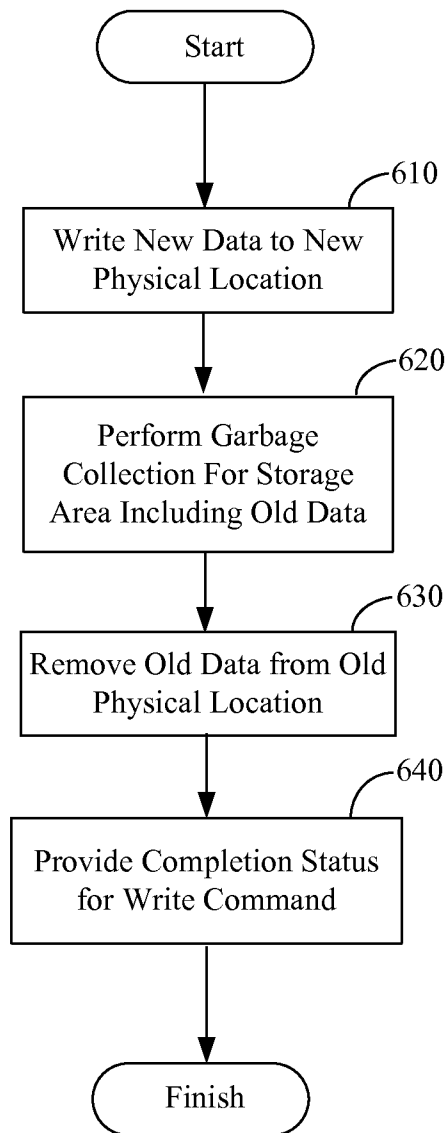 Start
610
Write New Data to New
Physical Location
620
Perform Garbage
Collection For Storage
Area Including Old Data
630
Remove Old Data from Old
Physical Location
640
Provide Completion Status
for Write Command
Finish